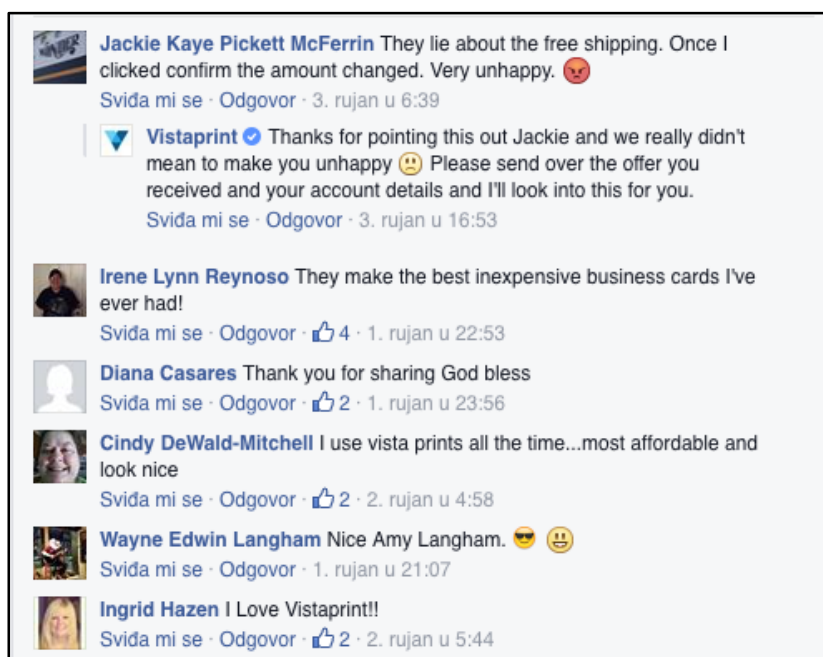 Jackie Kaye Pickett McFerrin They lie about the free shipping. Once I
clicked confirm the amount changed. Very unhappy.
Sviđa mi se · Odgovor · 3. rujan u 6:39
Vistaprint Thanks for pointing this out Jackie and we really didn't
mean to make you unhappy Please send over the offer you
received and your account details and I'll look into this for you.
Sviđa mi se · Odgovor · 3. rujan u 16:53
Irene Lynn Reynoso They make the best inexpensive business cards I've
ever had!
Sviđa mi se · Odgovor · 4 · 1. rujan u 22:53
Diana Casares Thank you for sharing God bless
Sviđa mi se · Odgovor · 2 · 1. rujan u 23:56
Cindy DeWald-Mitchell I use vista prints all the time...most affordable and
look nice
Sviđa mi se · Odgovor · 2 · 2. rujan u 4:58
Wayne Edwin Langham Nice Amy Langham.
Sviđa mi se · Odgovor · 1. rujan u 21:07
Ingrid Hazen I Love Vistaprint!!
Sviđa mi se · Odgovor · 2 · 2. rujan u 5:44